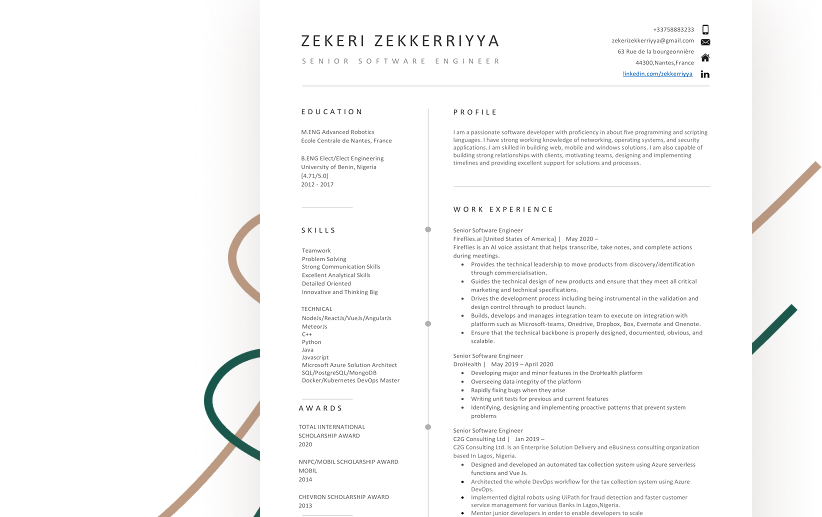 ZEKERI ZEKKERRIYYA
SENIOR SOFTWARE ENGINEER
+33758883233
zekerizekkerriyya@gmail.com
63 Rue de la bourgeonnière
44300,Nantes,France
linkedin.com/zekkerriyya
EDUCATION
M.ENG Advanced Robotics
Ecole Centrale de Nantes, France
B.ENG Elect/Elect Engineering
University of Benin, Nigeria
[4.71/5.0]
2012 - 2017
SKILLS
Teamwork
Problem Solving
Strong Communication Skills
Excellent Analytical Skills
Detailed Oriented
Innovative and Thinking Big
TECHNICAL
NodeJs/ReactJs/VueJs/AngularJs
MeteorJs
C++
Python
Java
Javascript
Microsoft Azure Solution Architect
SQL/PostgreSQL/MongoDB
Docker/Kubernetes DevOps Master
AWARDS
TOTAL IINTERNATIONAL
SCHOLARSHIP AWARD
2020
NNPC/MOBIL SCHOLARSHIP AWARD
MOBIL
2014
CHEVRON SCHOLARSHIP AWARD
2013
PROFILE
I am a passionate software developer with proficiency in about five programming and scripting
languages. I have strong working knowledge of networking, operating systems, and security
applications. I am skilled in building web, mobile and windows solutions. I am also capable of
building strong relationships with clients, motivating teams, designing and implementing
timelines and providing excellent support for solutions and processes.
WORK EXPERIENCE
Senior Software Engineer
Fireflies.ai [United States of America] | May 2020 –
Fireflies is an AI voice assistant that helps transcribe, take notes, and complete actions
during meetings.
• Provides the technical leadership to move products from discovery/identification
through commercialisation.
• Guides the technical design of new products and ensure that they meet all critical
marketing and technical specifications.
• Drives the development process including being instrumental in the validation and
design control through to product launch.
• Builds, develops and manages integration team to execute on integration with
platform such as Microsoft-teams, Onedrive, Dropbox, Box, Evernote and Onenote.
• Ensure that the technical backbone is properly designed, documented, obvious, and
scalable.
Senior Software Engineer
DroHealth | May 2019 – April 2020
• Developing major and minor features in the DroHealth platform
• Overseeing data integrity of the platform
• Rapidly fixing bugs when they arise
• Writing unit tests for previous and current features
• Identifying, designing and implementing proactive patterns that prevent system
problems
Senior Software Engineer
C2G Consulting Ltd | Jan 2019 –
C2G Consulting Ltd. is an Enterprise Solution Delivery and eBusiness consulting organization
based in Lagos, Nigeria.
• Designed and developed an automated tax collection system using Azure serverless
functions and Vue Js.
• Architected the whole DevOps workflow for the tax collection system using Azure
DevOps.
• Implemented digital robots using UiPath for fraud detection and faster customer
service management for various Banks in Lagos,Nigeria.
• Mentor junior developers in order to enable developers to scale